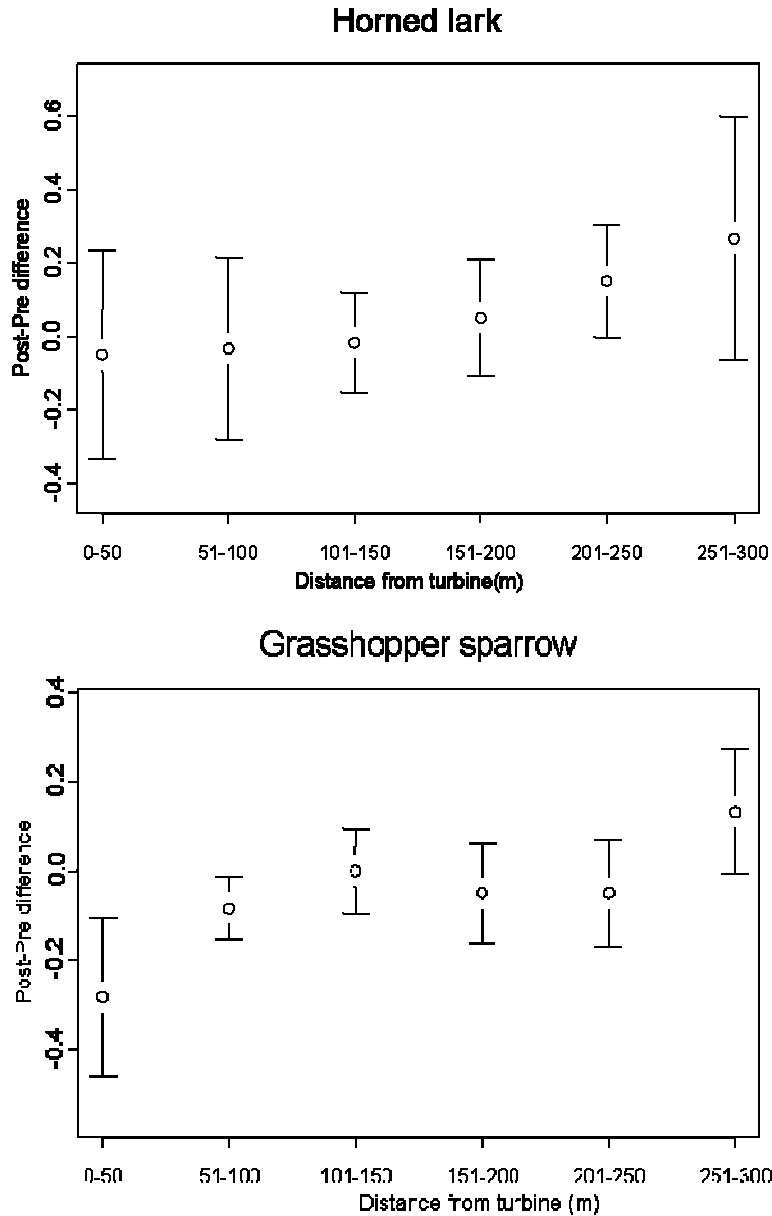 Horned lark
Post-Pre difference
0.6
0.4
0.2
0.0
-0.2
-0.4
0-50 51-100 101-150 151-200 201-250 251-300
Distance from turbine(m)
Grasshopper sparrow
Post-Pre difference
0.4
0.2
0.0
-0.2
-0.4
0-50 51-100 101-150 151-200 201-250 251-300
Distance from turbine (m)